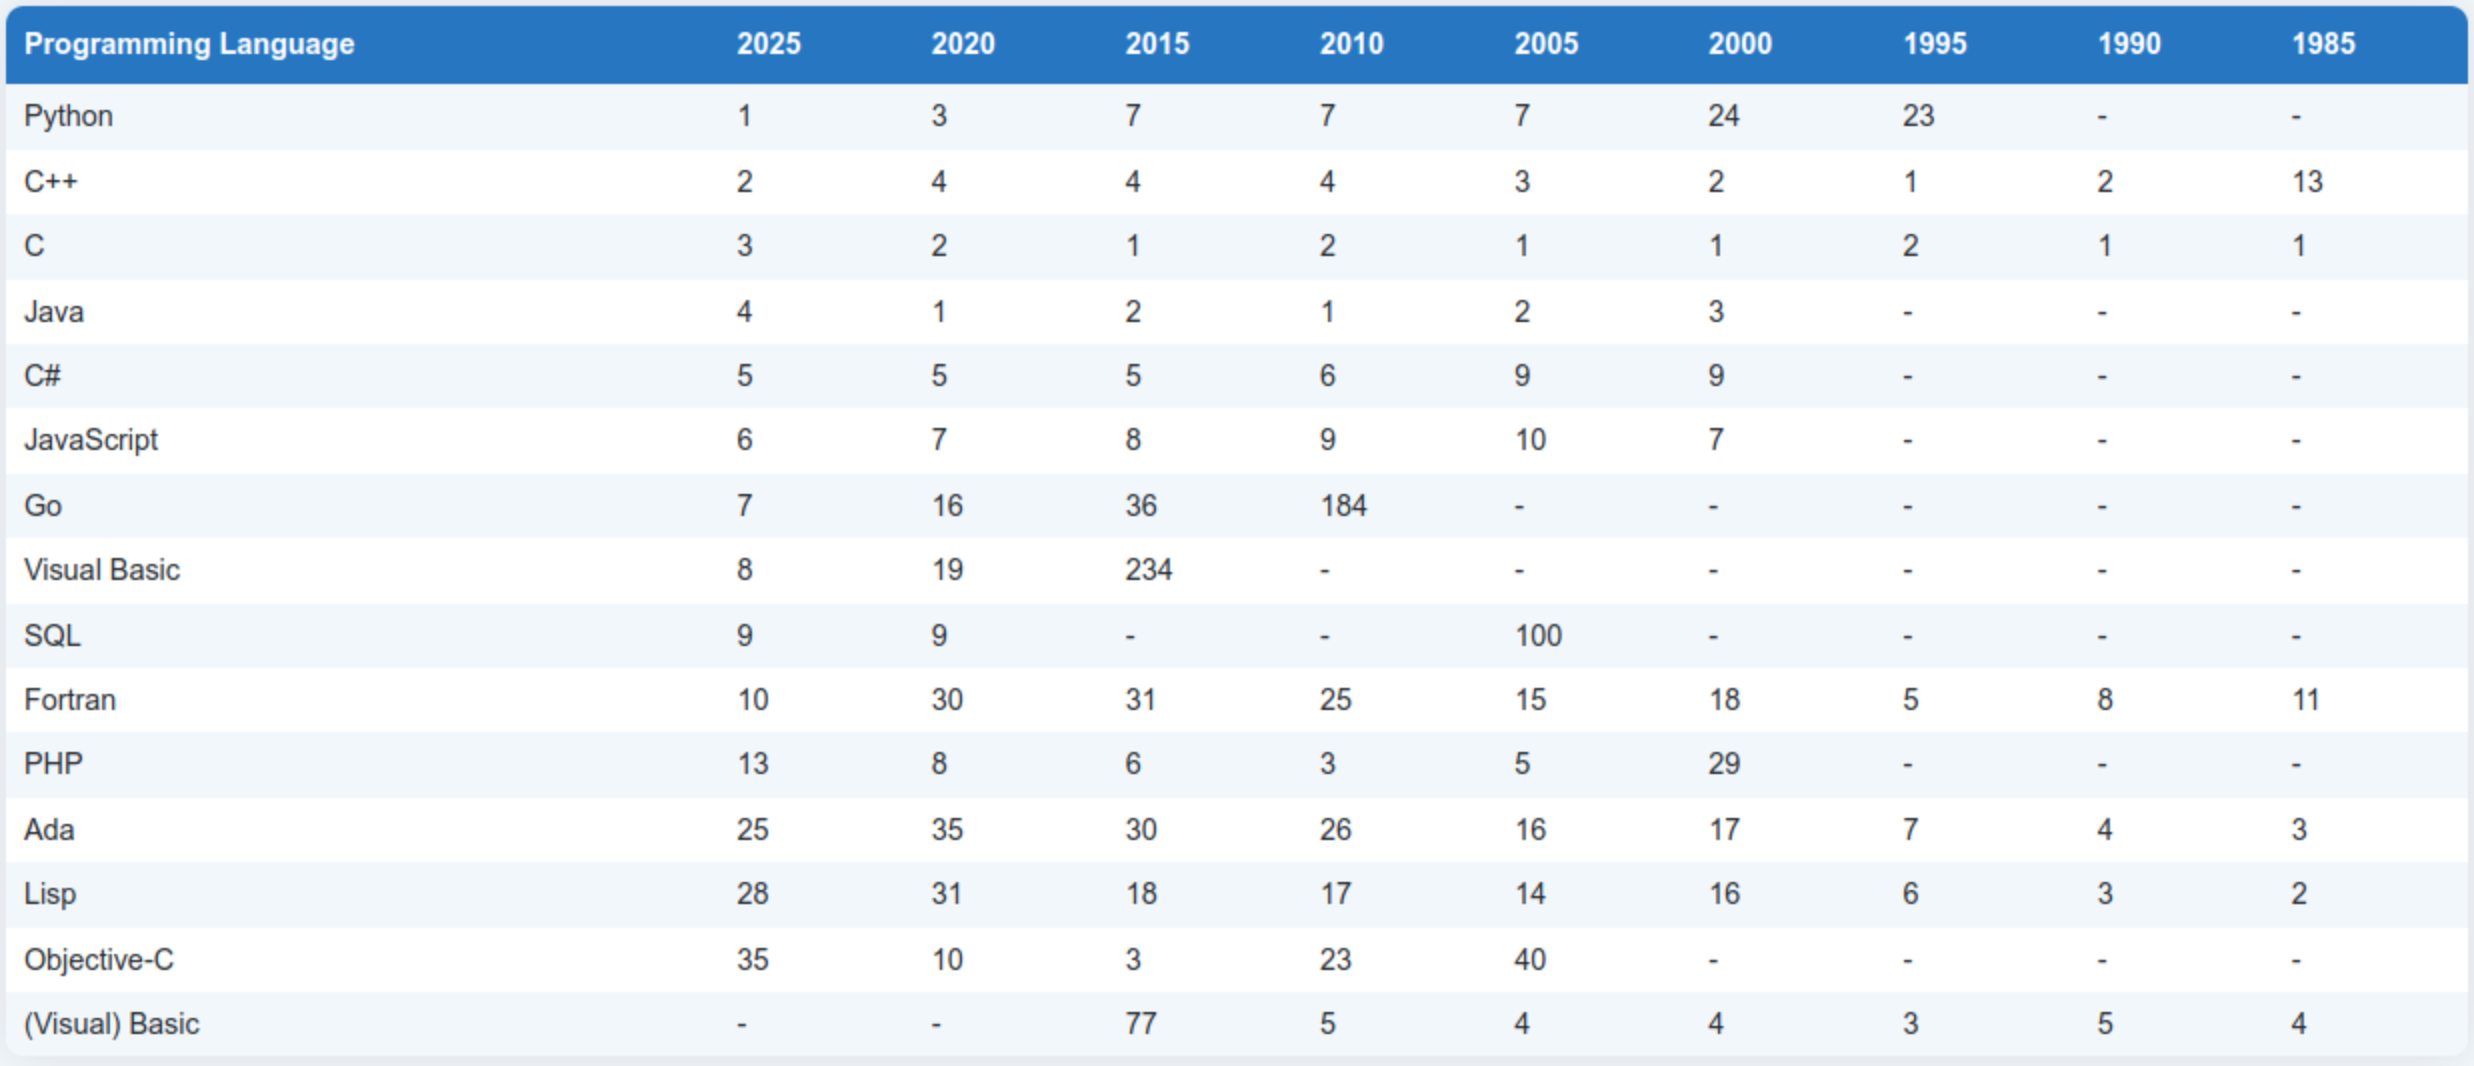 Programming Language 2025 2020 2015 2010 2005 2000 1995 1990 1985
Python 1 3 7 7 7 24 23 - -
C++ 2 4 4 4 3 2 1 2 13
C 3 2 1 2 1 1 2 1 1
Java 4 1 2 1 2 3 - - -
C# 5 5 5 6 9 9 - - -
JavaScript 6 7 8 9 10 7 - - -
Go 7 16 36 184 - - - - -
Visual Basic 8 19 234 - - - - - -
SQL 9 9 - - 100 - - - -
Fortran 10 30 31 25 15 18 5 8 11
PHP 13 8 6 3 5 29 - - -
Ada 25 35 30 26 16 17 7 4 3
Lisp 28 31 18 17 14 16 6 3 2
Objective-C 35 10 3 23 40 - - - -
(Visual) Basic - - 77 5 4 4 3 5 4